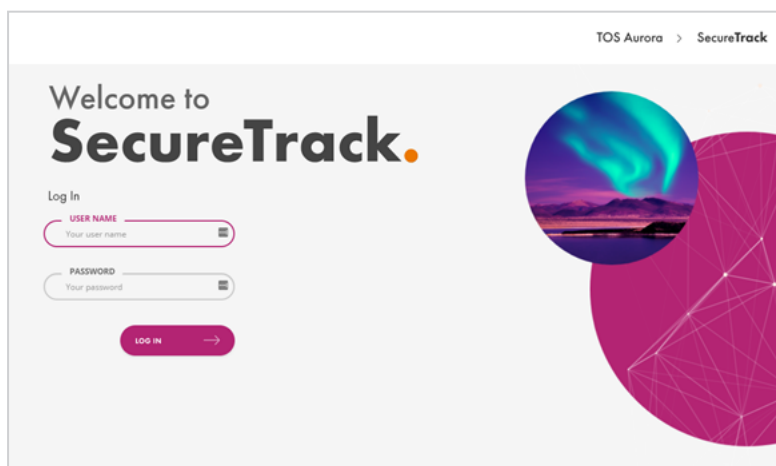 TOS Aurora > SecureTrack
Welcome to
SecureTrack.
Log In
USER NAME
Your user name
PASSWORD
Your password
LOG IN →